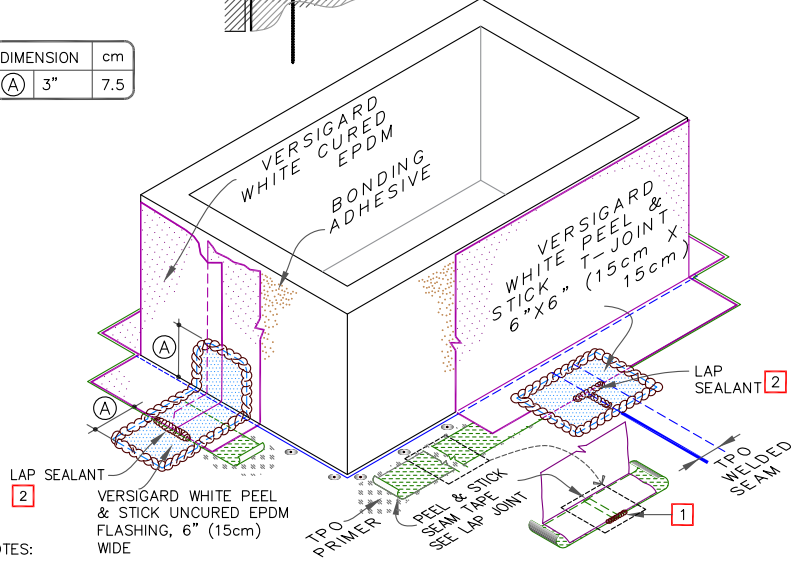 DIMENSION cm
A 3" 7.5
VERSIGARD
WHITE CURED
EPDM
BONDING
ADHESIVE
VERSIGARD
WHITE PEEL &
STICK T-JOINT
6"X6" (15cm X
15cm)
A
A
LAP
SEALANT 2
TPO
WELDED
SEAM
LAP SEALANT
2
VERSIGARD WHITE PEEL
& STICK UNCURED EPDM
FLASHING, 6" (15cm)
WIDE
TPO
PRIMER
PEEL & STICK
SEAM TAPE
SEE LAP JOINT
1
OTES: